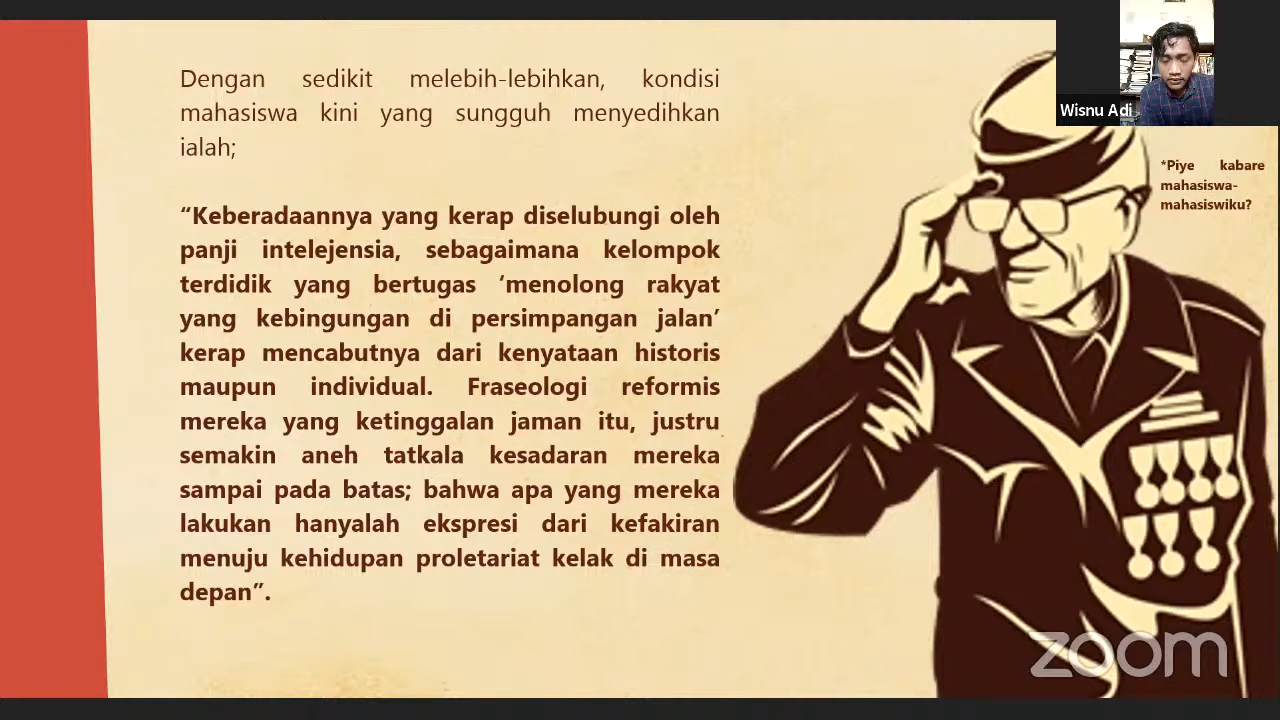 Dengan sedikit melebih-lebihkan, kondisi
mahasiswa kini yang sungguh menyedihkan
ialah;
“Keberadaannya yang kerap diselubungi oleh
panji intelejensia, sebagaimana kelompok
terdidik yang bertugas ‘menolong rakyat
yang kebingungan di persimpangan jalan’
kerap mencabutnya dari kenyataan historis
maupun individual. Fraseologi reformis
mereka yang ketinggalan jaman itu, justru
semakin aneh tatkala kesadaran mereka
sampai pada batas; bahwa apa yang mereka
lakukan hanyalah ekspresi dari kefakiran
menuju kehidupan proletariat kelak di masa
depan”.
Wisnu Adi
*Piye kabare
mahasiswa-
mahasiswiku?
zoom